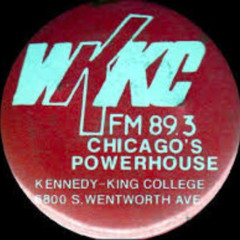 WKKC
FM 89.3
CHICAGO'S
POWERHOUSE
KENNEDY-KING COLLEGE
6800 S. WENTWORTH AVE